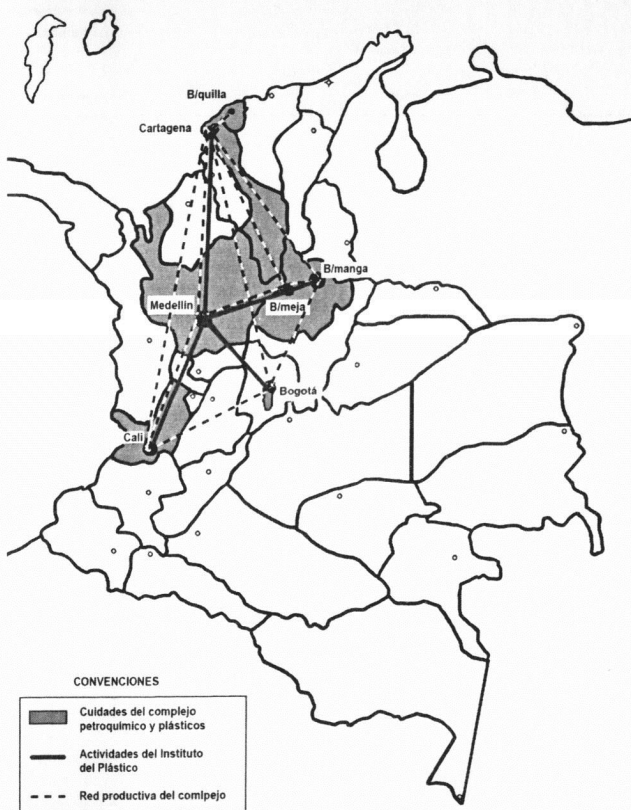 B/quilla
Cartagena
B/manga
Medellín
B/meja
Bogotá
Cali
CONVENCIONES
Cuidades del complejo
petroquímico y plásticos
Actividades del Instituto
del Plástico
Red productiva del comlpejo